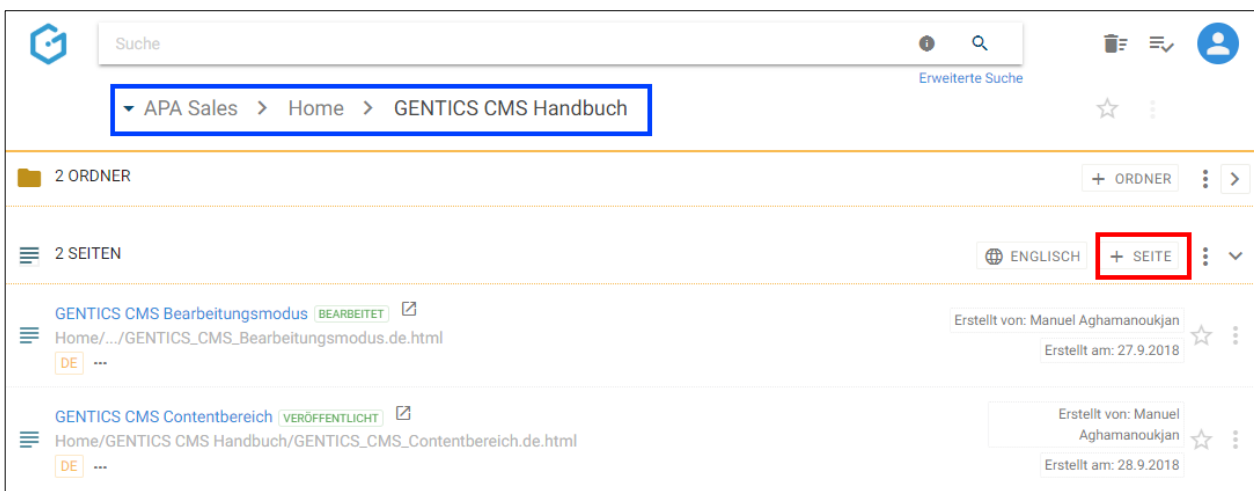 Suche
Erweiterte Suche
APA Sales > Home > GENTICS CMS Handbuch
2 ORDNER
+ ORDNER
2 SEITEN
ENGLISCH
+ SEITE
GENTICS CMS Bearbeitungsmodus BEARBEITET
Home/.../GENTICS_CMS_Bearbeitungsmodus.de.html
DE ---
Erstellt von: Manuel Aghamanoukjan
Erstellt am: 27.9.2018
GENTICS CMS Contentbereich VERÖFFENTLICHT
Home/GENTICS CMS Handbuch/GENTICS_CMS_Contentbereich.de.html
DE ---
Erstellt von: Manuel
Aghamanoukjan
Erstellt am: 28.9.2018